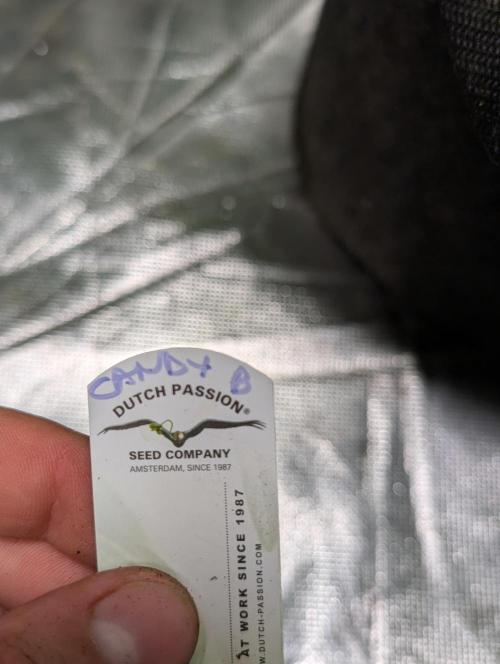 CANDY B
DUTCH PASSION®
SEED COMPANY
AMSTERDAM, SINCE 1987
AT WORK SINCE 1987
W.DUTCH-PASSION.COM